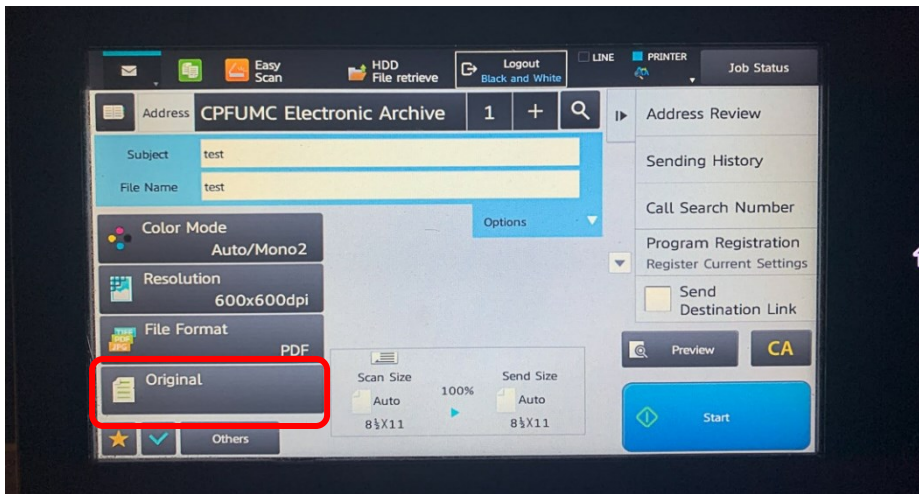 Easy
Scan
HDD
File retrieve
Logout
Black and White
LINE
PRINTER
Job Status
Address
CPFUMC Electronic Archive
1
+
Subject
test
File Name
test
Options
Color Mode
Auto/Mono2
Resolution
600x600dpi
File Format
PDF
TIFF
PDF
JPG
Original
Others
Scan Size
Auto
8½X11
100%
Send Size
Auto
8½X11
Address Review
Sending History
Call Search Number
Program Registration
Register Current Settings
Send
Destination Link
Preview
CA
Start